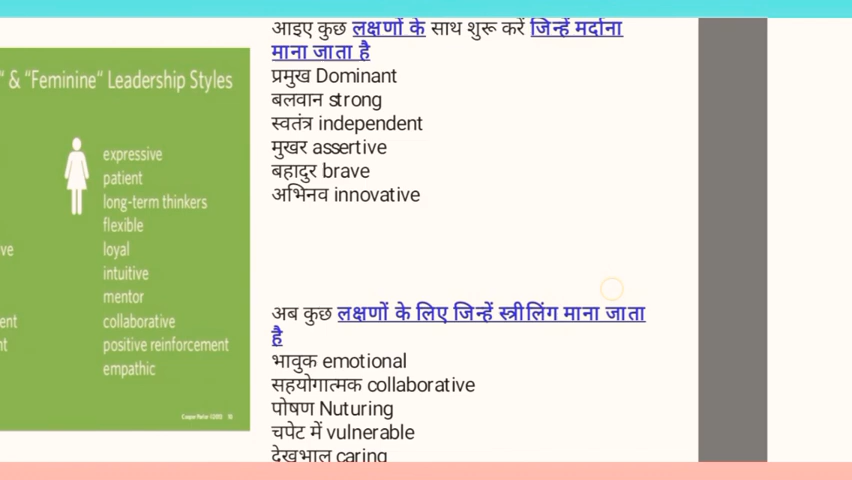 “ & “Feminine“ Leadership Styles
expressive
patient
long-term thinkers
flexible
loyal
intuitive
mentor
collaborative
positive reinforcement
empathic
आइए कुछ लक्षणों के साथ शुरू करें जिन्हें मर्दाना
माना जाता है
प्रमुख Dominant
बलवान strong
स्वतंत्र independent
मुखर assertive
बहादुर brave
अभिनव innovative
अब कुछ लक्षणों के लिए जिन्हें स्त्रीलिंग माना जाता
है
भावुक emotional
सहयोगात्मक collaborative
पोषण Nuturing
चपेट में vulnerable
देखभाल caring